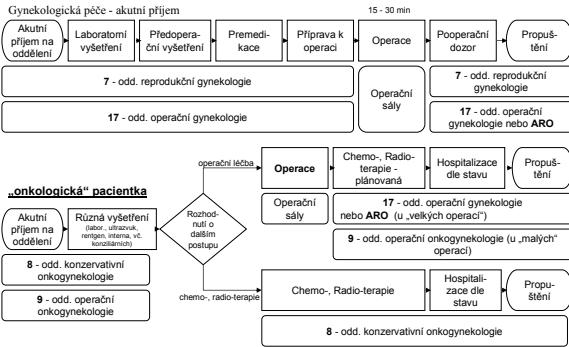 Gynekologická péče - akutní příjem
15 - 30 min
Akutní
příjem na
oddělení
Laboratorní
vyšetření
Předopera-
ční vyšetření
Premedi-
kace
Příprava k
operaci
Operace
Pooperační
dozor
Propuš-
tění
7 - odd. reprodukční gynekologie
17 - odd. operační gynekologie
Operační
sály
7 - odd. reprodukční
gynekologie
17 - odd. operační
gynekologie nebo ARO
„onkologická“ pacientka
Akutní
příjem na
oddělení
Různá vyšetření
(labor., ultrazvuk,
rentgen, interna, vč.
konziliárních)
8 - odd. konzervativní
onkogynekologie
9 - odd. operační
onkogynekologie
Rozhod-
nutí o
dalším
postupu
operační léčba
Operace
Chemo-, Radio-
terapie -
plánovaná
Hospitalizace
dle stavu
Propu-
štění
Operační
sály
17 - odd. operační gynekologie
nebo ARO (u „velkých operací“)
9 - odd. operační onkogynekologie (u „malých“
operací)
chemo-, radio-terapie
Chemo-, Radio-terapie
Hospitali-
zace dle
stavu
Propu-
štění
8 - odd. konzervativní onkogynekologie